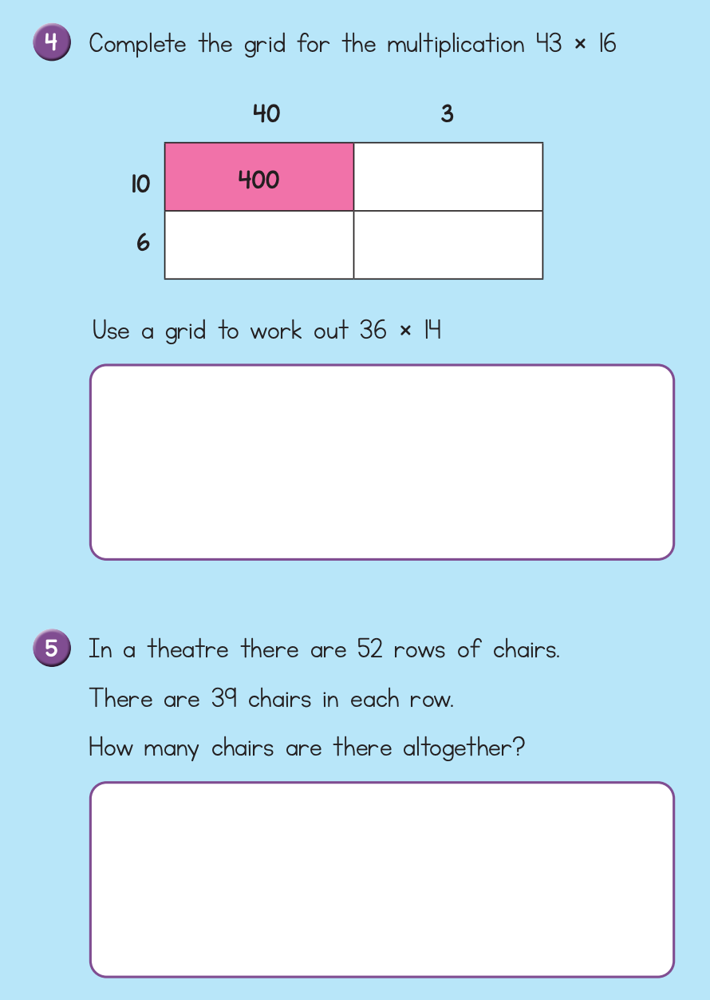 4 Complete the grid for the multiplication 43 × 16
40 3
10 400
6
Use a grid to work out 36 × 14
5 In a theatre there are 52 rows of chairs.
There are 39 chairs in each row.
How many chairs are there altogether?